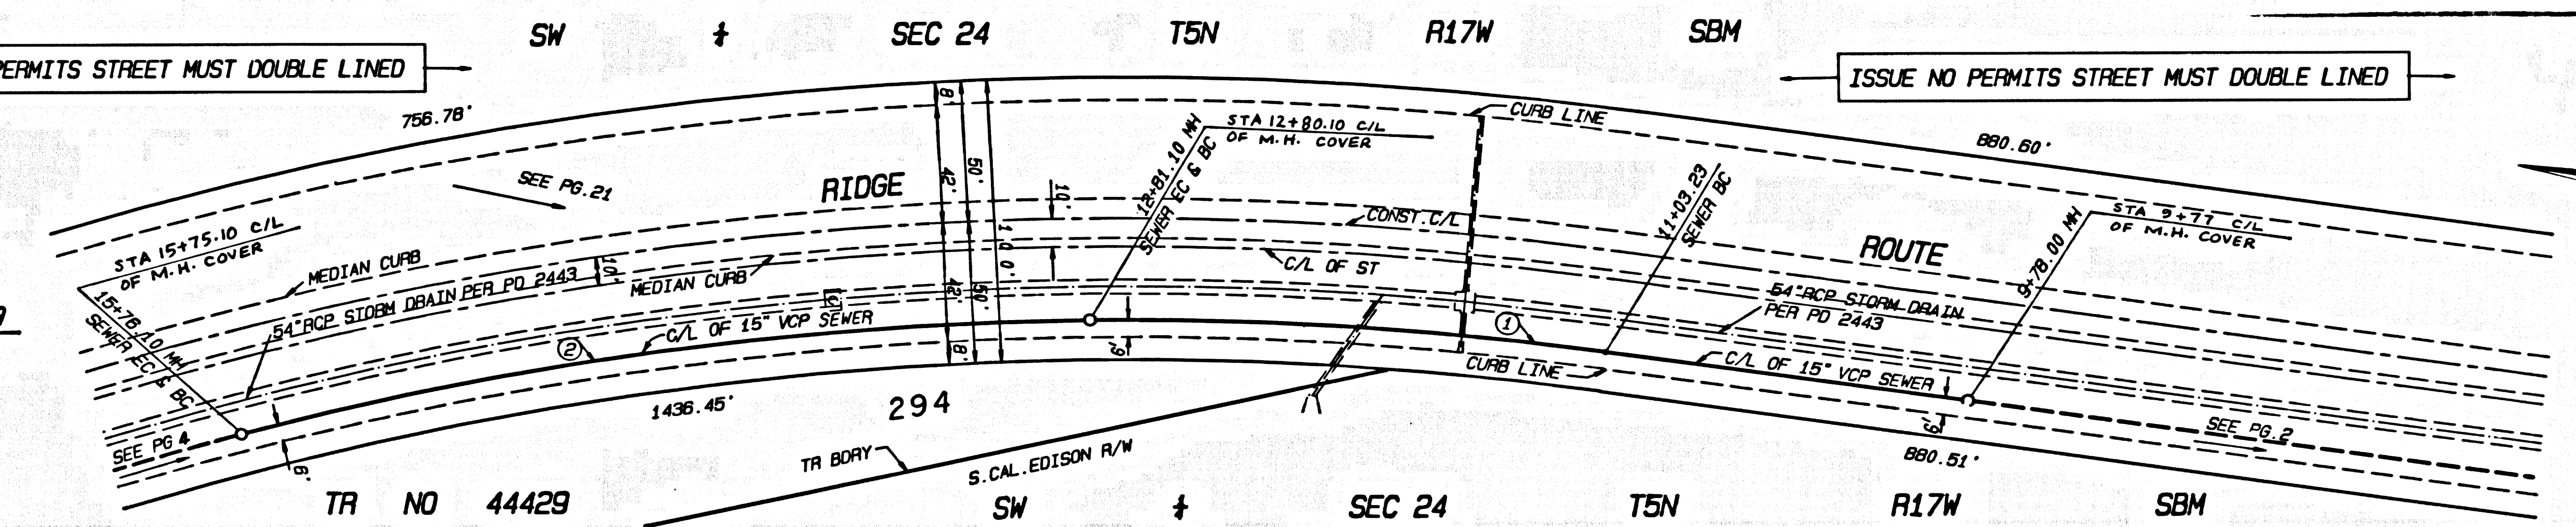 SW ¼ SEC 24 T5N R17W SBM
PERMITS STREET MUST DOUBLE LINED
ISSUE NO PERMITS STREET MUST DOUBLE LINED
756.78'
880.60'
CURB LINE
STA 12+80.10 C/L
OF M.H. COVER
12+81.10 MH
SEWER EC & BC
8'
42'
50'
100'
42'
50'
8'
10'
SEE PG.21
RIDGE
ROUTE
CONST. C/L
C/L OF ST
11+03.23
SEWER BC
STA 9+77 C/L
OF M.H. COVER
9+78.00 MH
STA 15+75.10 C/L
OF M.H. COVER
15+76.10 MH
SEWER EC & BC
MEDIAN CURB
10'
MEDIAN CURB
54" RCP STORM DRAIN PER PD 2443
54" RCP STORM DRAIN
PER PD 2443
C/L OF 15" VCP SEWER
2
1
C/L OF 15" VCP SEWER
CURB LINE
6'
6'
6'
SEE PG 4
SEE PG.2
1436.45'
294
880.51'
TR BDRY
S.CAL.EDISON R/W
TR NO 44429
SW ¼ SEC 24 T5N R17W SBM